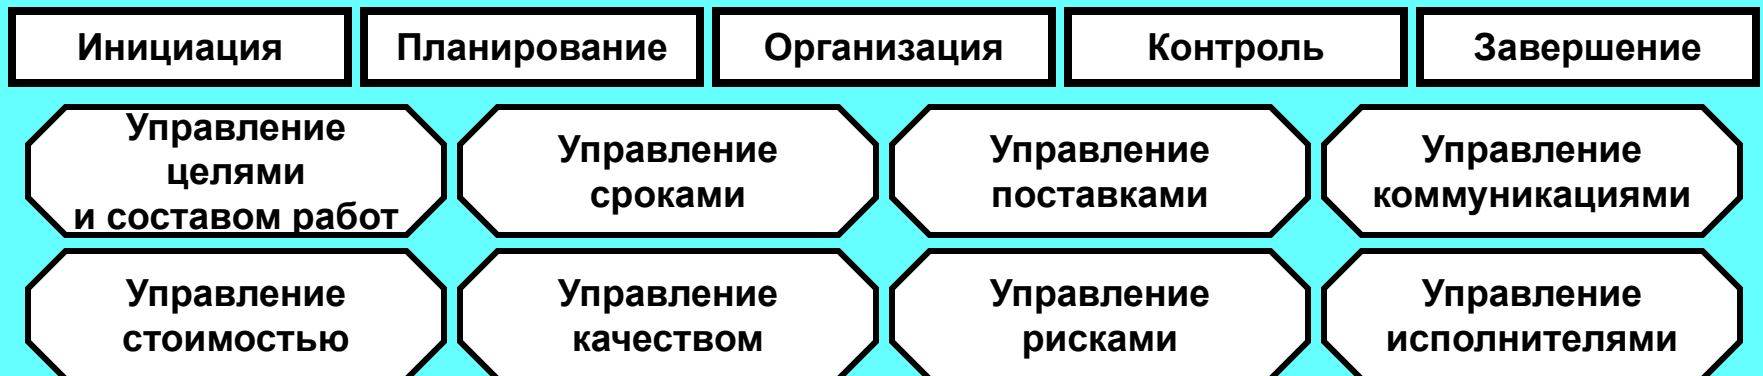 Инициация
Планирование
Организация
Контроль
Завершение
Управление
целями
и составом работ
Управление
сроками
Управление
поставками
Управление
коммуникациями
Управление
стоимостью
Управление
качеством
Управление
рисками
Управление
исполнителями